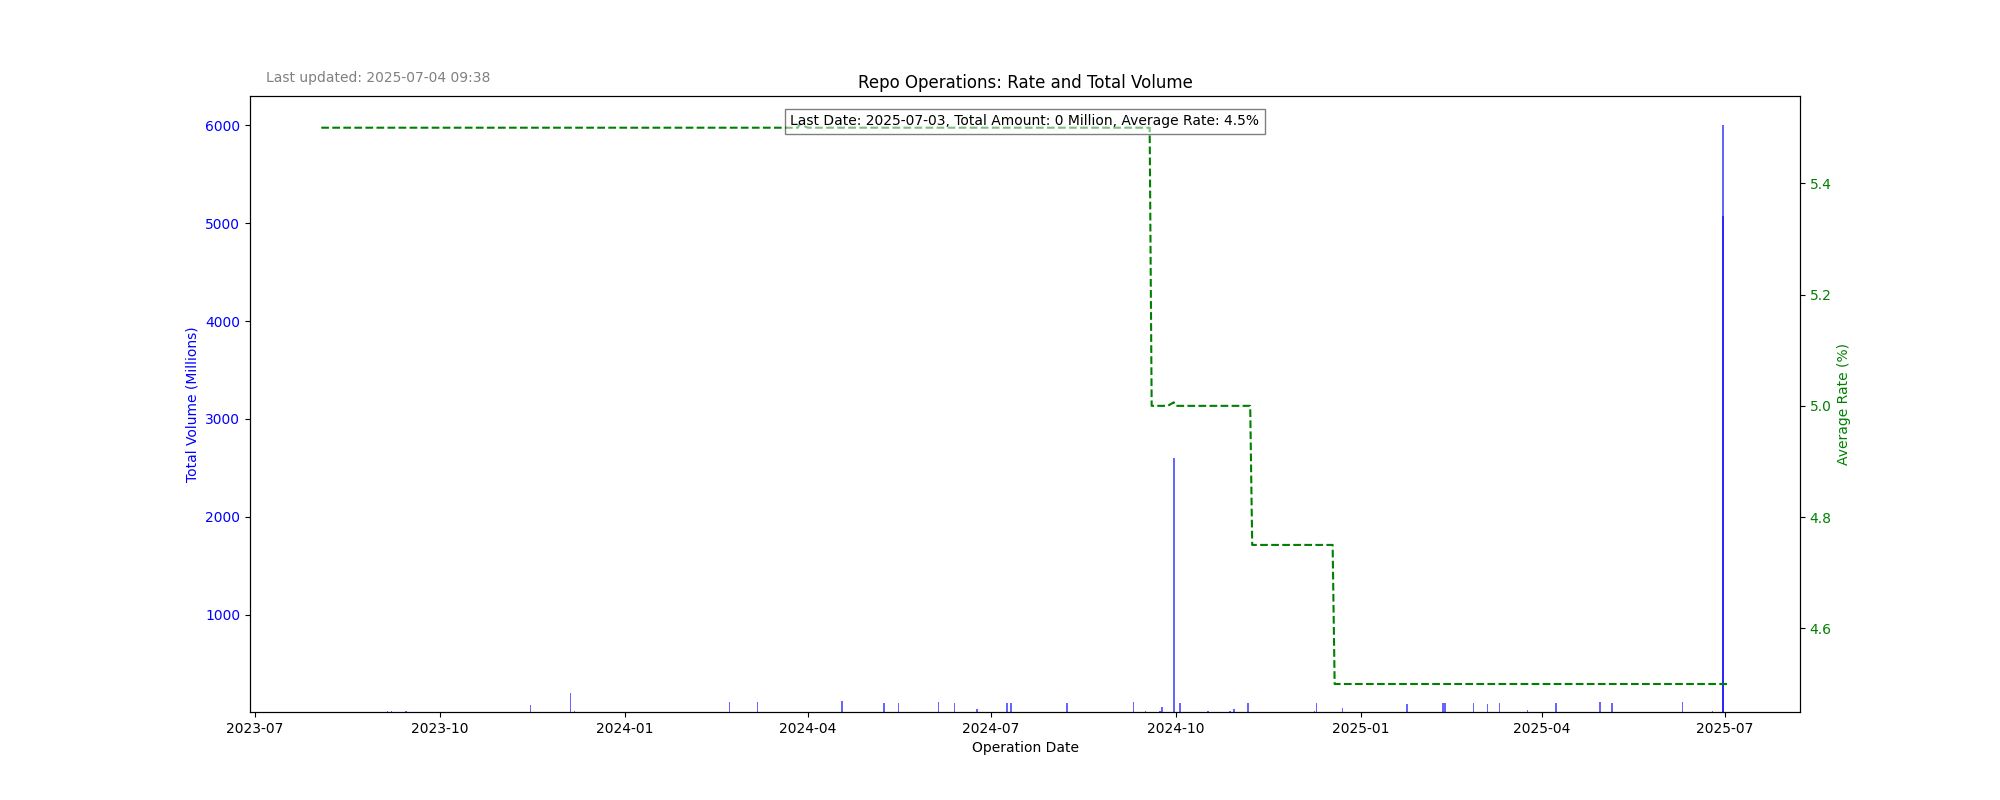 Last updated: 2025-07-04 09:38
Repo Operations: Rate and Total Volume
Last Date: 2025-07-03, Total Amount: 0 Million, Average Rate: 4.5%
Total Volume (Millions)
6000
5000
4000
3000
2000
1000
5.4
5.2
5.0
4.8
4.6
Average Rate (%)
2023-07 2023-10 2024-01 2024-04 2024-07 2024-10 2025-01 2025-04 2025-07
Operation Date